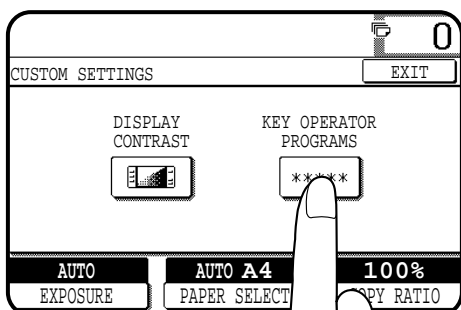 0
CUSTOM SETTINGS
EXIT
DISPLAY CONTRAST
KEY OPERATOR PROGRAMS
*****
AUTO
AUTO A4
100%
EXPOSURE
PAPER SELECT
COPY RATIO